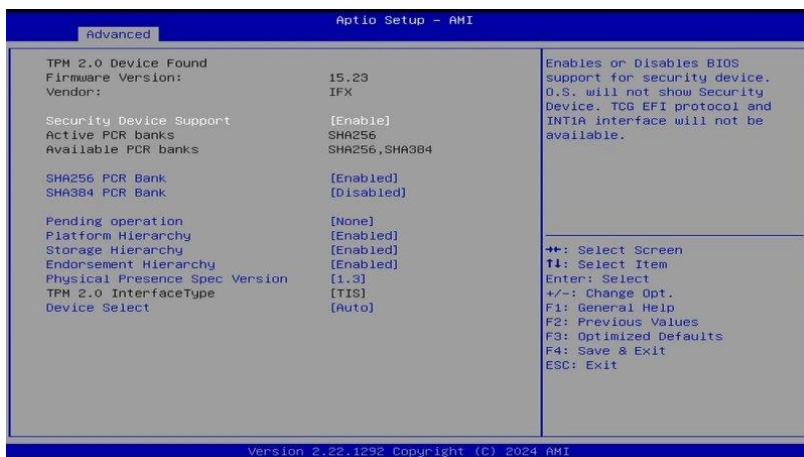 Aptio Setup - AMI
Advanced
TPM 2.0 Device Found
Firmware Version: 15.23
Vendor: IFX
Security Device Support [Enable]
Active PCR banks SHA256
Available PCR banks SHA256,SHA384
SHA256 PCR Bank [Enabled]
SHA384 PCR Bank [Disabled]
Pending operation [None]
Platform Hierarchy [Enabled]
Storage Hierarchy [Enabled]
Endorsement Hierarchy [Enabled]
Physical Presence Spec Version [1.3]
TPM 2.0 InterfaceType [TIS]
Device Select [Auto]
Enables or Disables BIOS
support for security device.
O.S. will not show Security
Device. TCG EFI protocol and
INT1A interface will not be
available.
→←: Select Screen
↑↓: Select Item
Enter: Select
+/-: Change Opt.
F1: General Help
F2: Previous Values
F3: Optimized Defaults
F4: Save & Exit
ESC: Exit
Version 2.22.1292 Copyright (C) 2024 AMI